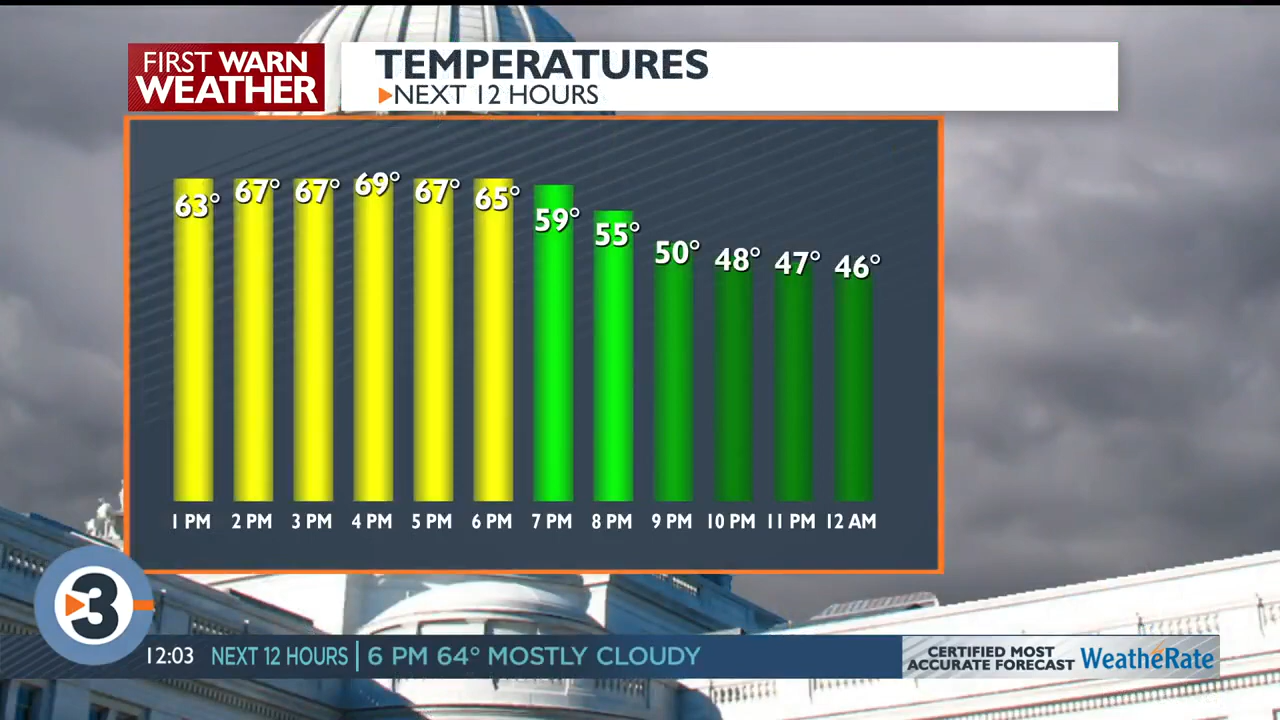 FIRST WARN
WEATHER
TEMPERATURES
NEXT 12 HOURS
63° 67° 67° 69° 67° 65° 59° 55° 50° 48° 47° 46°
1 PM 2 PM 3 PM 4 PM 5 PM 6 PM 7 PM 8 PM 9 PM 10 PM 11 PM 12 AM
3
12:03 NEXT 12 HOURS | 6 PM 64° MOSTLY CLOUDY
CERTIFIED MOST
ACCURATE FORECAST
WeatheRate